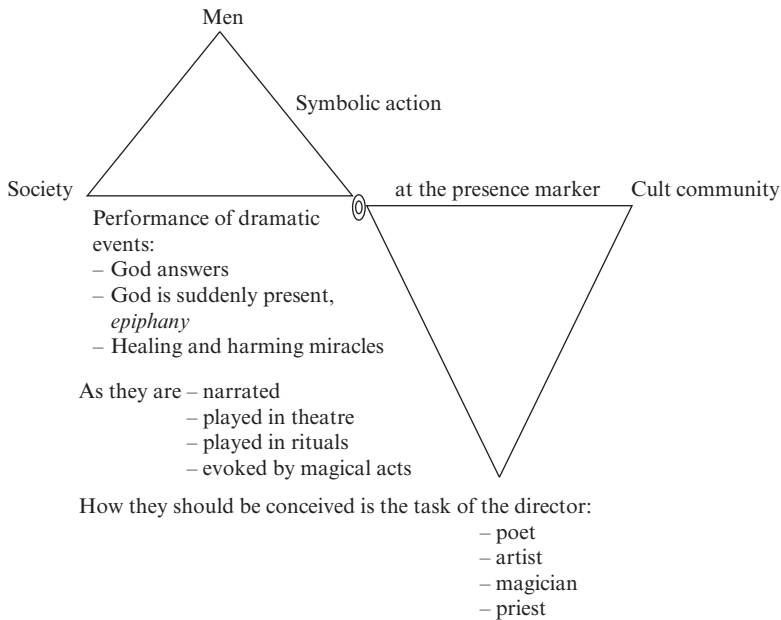 Men
Symbolic action
Society
at the presence marker
Cult community
Performance of dramatic
events:
– God answers
– God is suddenly present,
epiphany
– Healing and harming miracles
As they are – narrated
– played in theatre
– played in rituals
– evoked by magical acts
How they should be conceived is the task of the director:
– poet
– artist
– magician
– priest